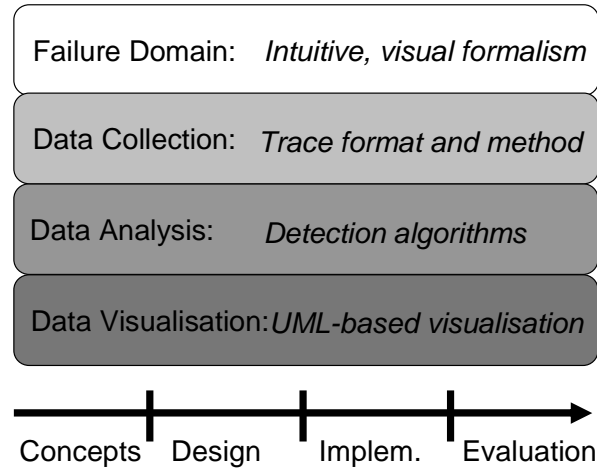 Failure Domain: Intuitive, visual formalism
Data Collection: Trace format and method
Data Analysis: Detection algorithms
Data Visualisation: UML-based visualisation
Concepts Design Implem. Evaluation